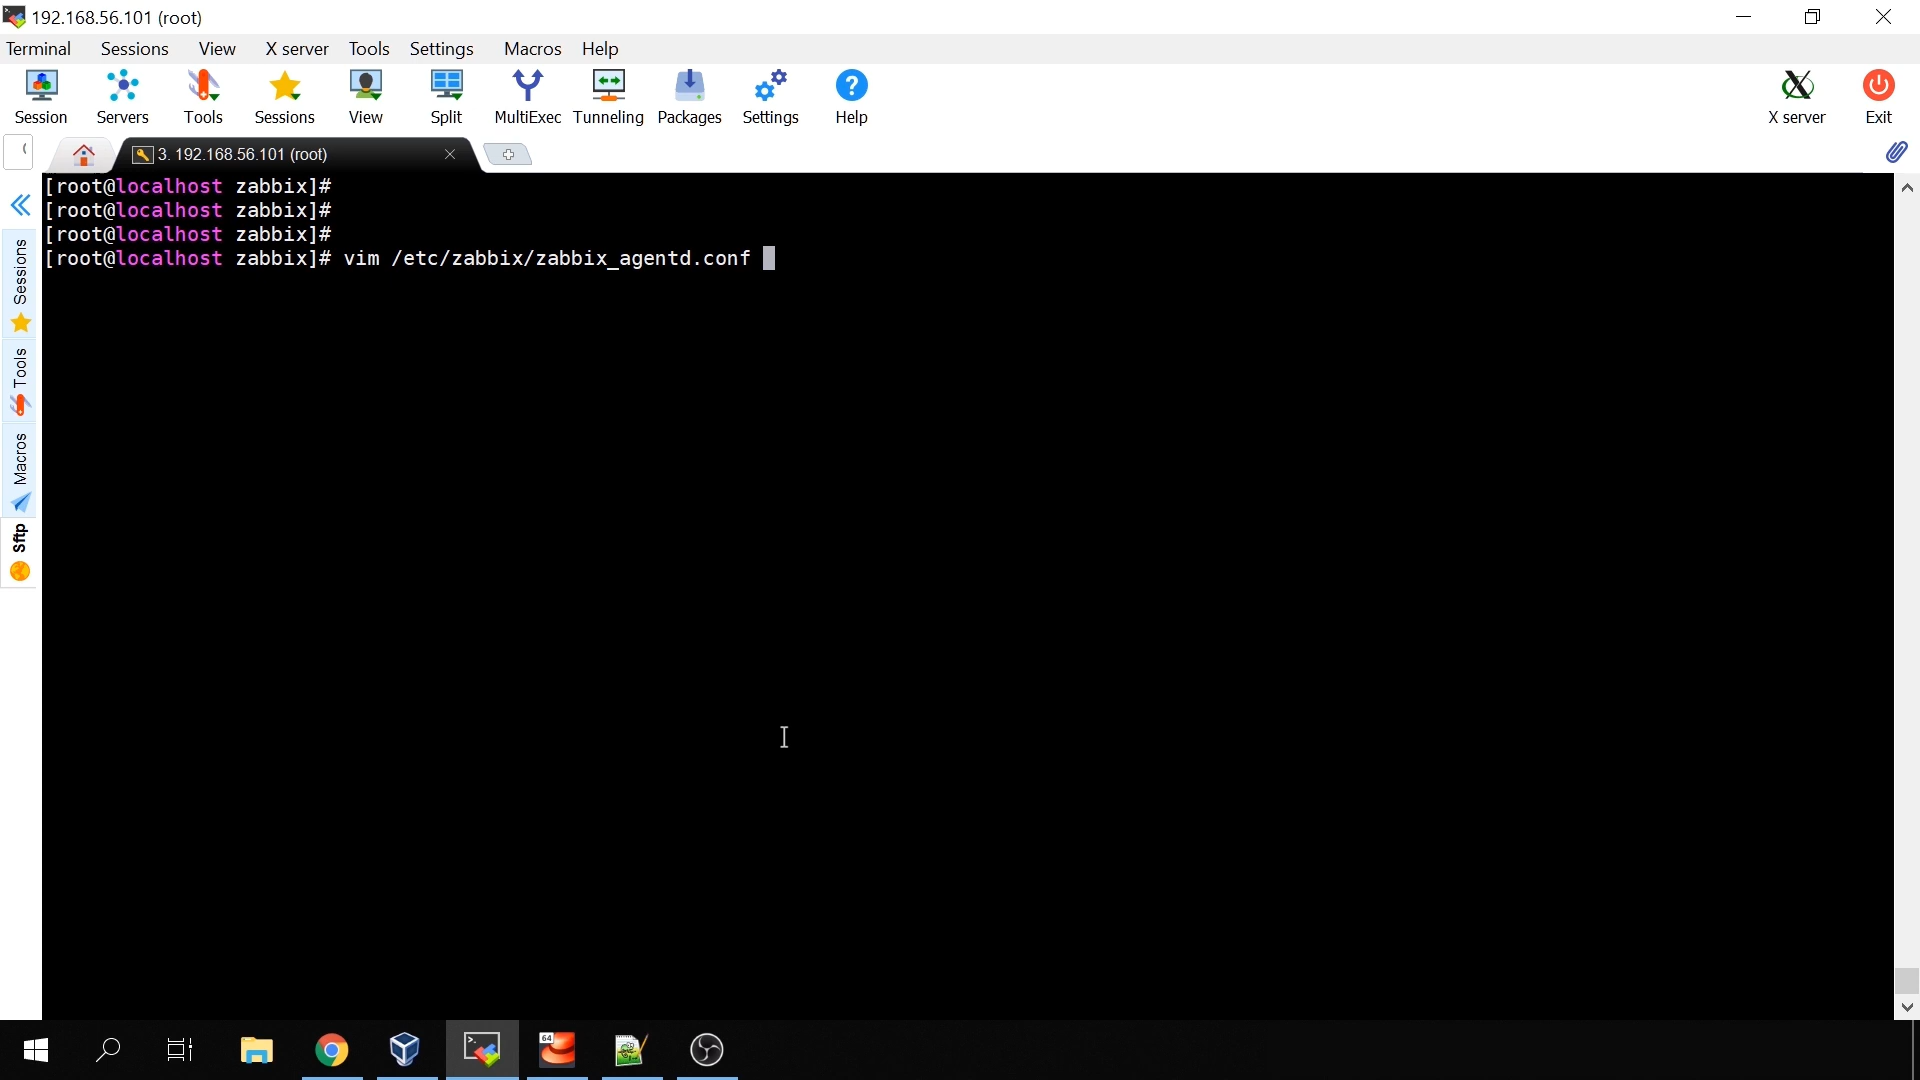 192.168.56.101 (root)
Terminal Sessions View X server Tools Settings Macros Help
Session Servers Tools Sessions View Split MultiExec Tunneling Packages Settings Help X server Exit
3. 192.168.56.101 (root)
[root@localhost zabbix]#
[root@localhost zabbix]#
[root@localhost zabbix]#
[root@localhost zabbix]# vim /etc/zabbix/zabbix_agentd.conf
Sessions
Tools
Macros
Sftp
64